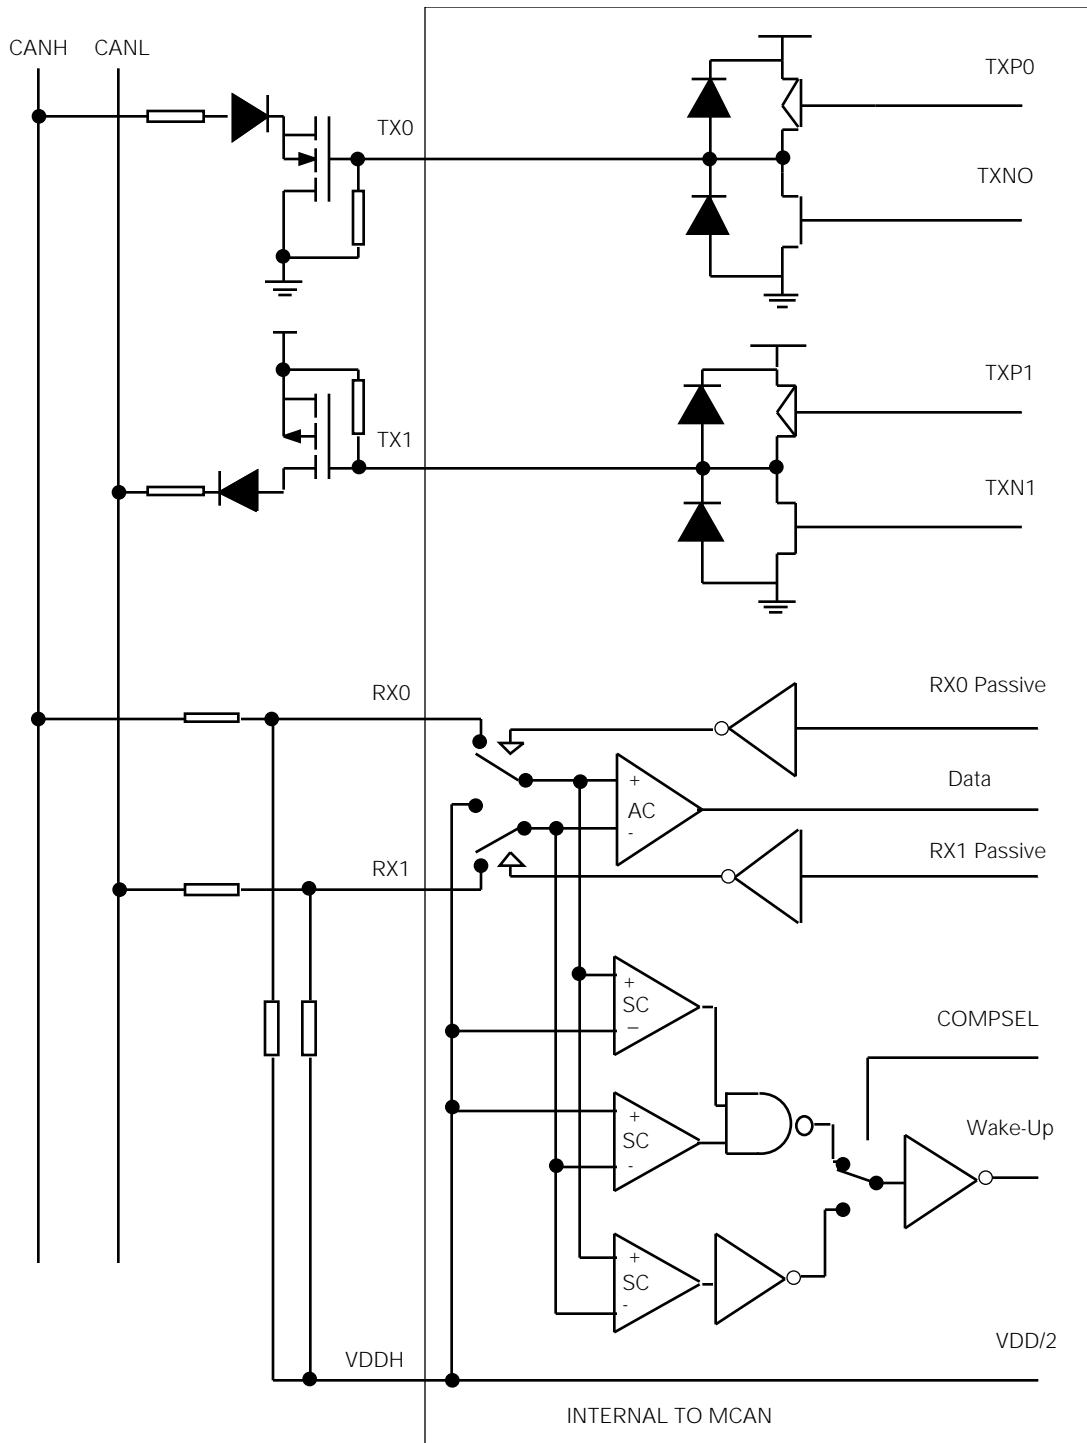 CANH CANL
TXP0
TX0
TXNO
TXP1
TX1
TXN1
RX0
RX0 Passive
+
AC
-
Data
RX1
RX1 Passive
+
SC
–
COMPSEL
+
SC
-
Wake-Up
+
SC
-
VDDH
VDD/2
INTERNAL TO MCAN